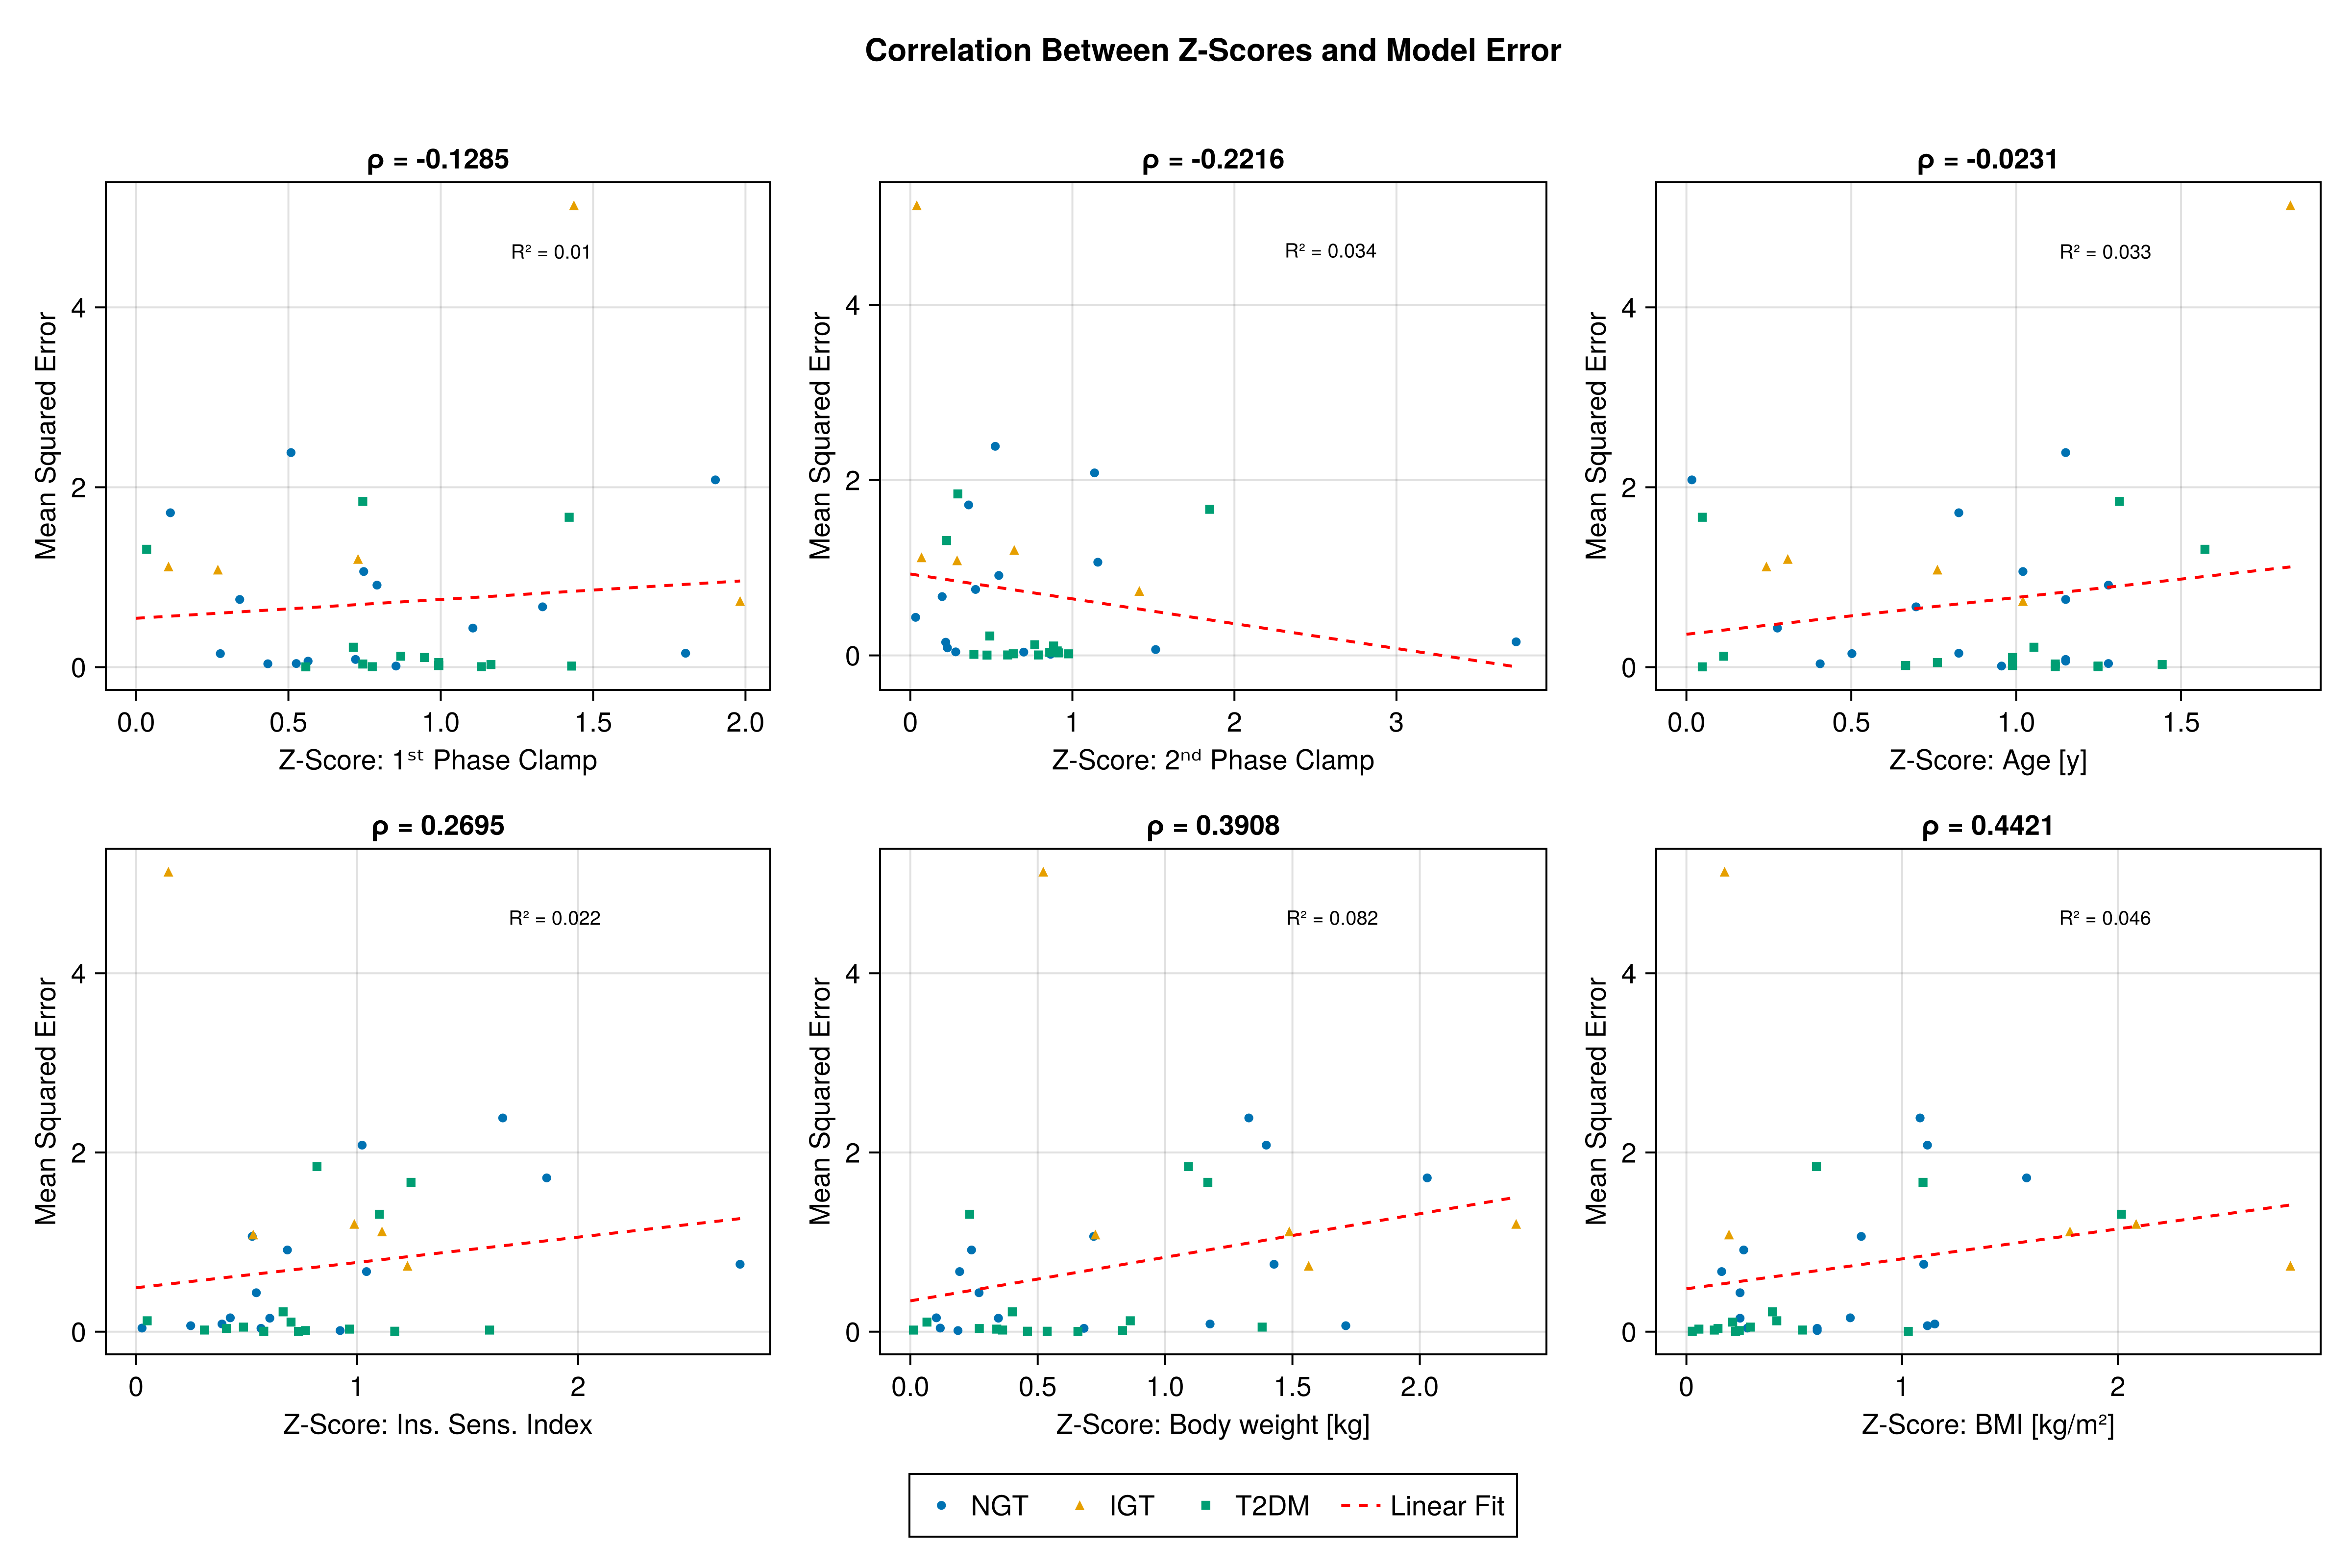 Correlation Between Z-Scores and Model Error
ρ = -0.1285
R² = 0.01
Mean Squared Error
4
2
0
0.0 0.5 1.0 1.5 2.0
Z-Score: 1ˢᵗ Phase Clamp
ρ = -0.2216
R² = 0.034
Mean Squared Error
4
2
0
0 1 2 3
Z-Score: 2ⁿᵈ Phase Clamp
ρ = -0.0231
R² = 0.033
Mean Squared Error
4
2
0
0.0 0.5 1.0 1.5
Z-Score: Age [y]
ρ = 0.2695
R² = 0.022
Mean Squared Error
4
2
0
0 1 2
Z-Score: Ins. Sens. Index
ρ = 0.3908
R² = 0.082
Mean Squared Error
4
2
0
0.0 0.5 1.0 1.5 2.0
Z-Score: Body weight [kg]
ρ = 0.4421
R² = 0.046
Mean Squared Error
4
2
0
0 1 2
Z-Score: BMI [kg/m²]
NGT IGT T2DM Linear Fit